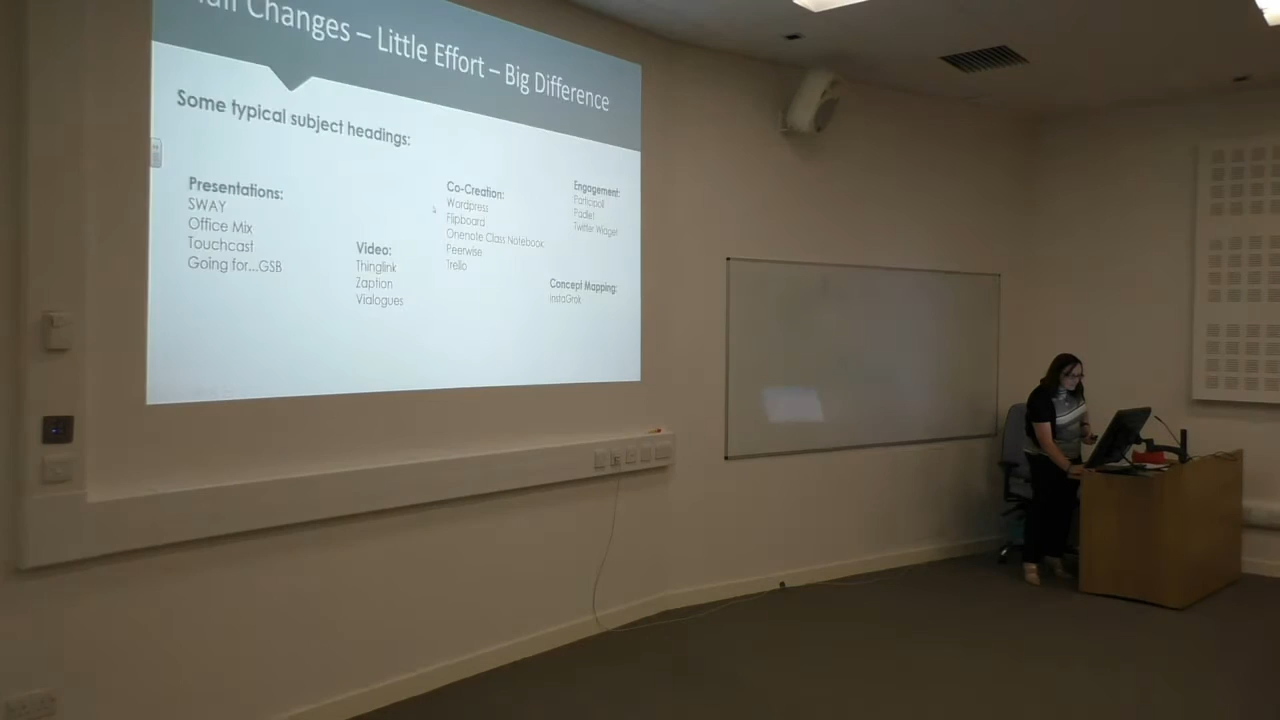 Changes – Little Effort – Big Difference
Some typical subject headings:
Presentations:
SWAY
Office Mix
Touchcast
Going for...GSB
Video:
Thinglink
Zaption
Vialogues
Co-Creation:
Wordpress
Flipboard
Onenote Class Notebook
Peerwise
Trello
Engagement:
Participoll
Padlet
Twitter Widget
Concept Mapping:
InstaGrok